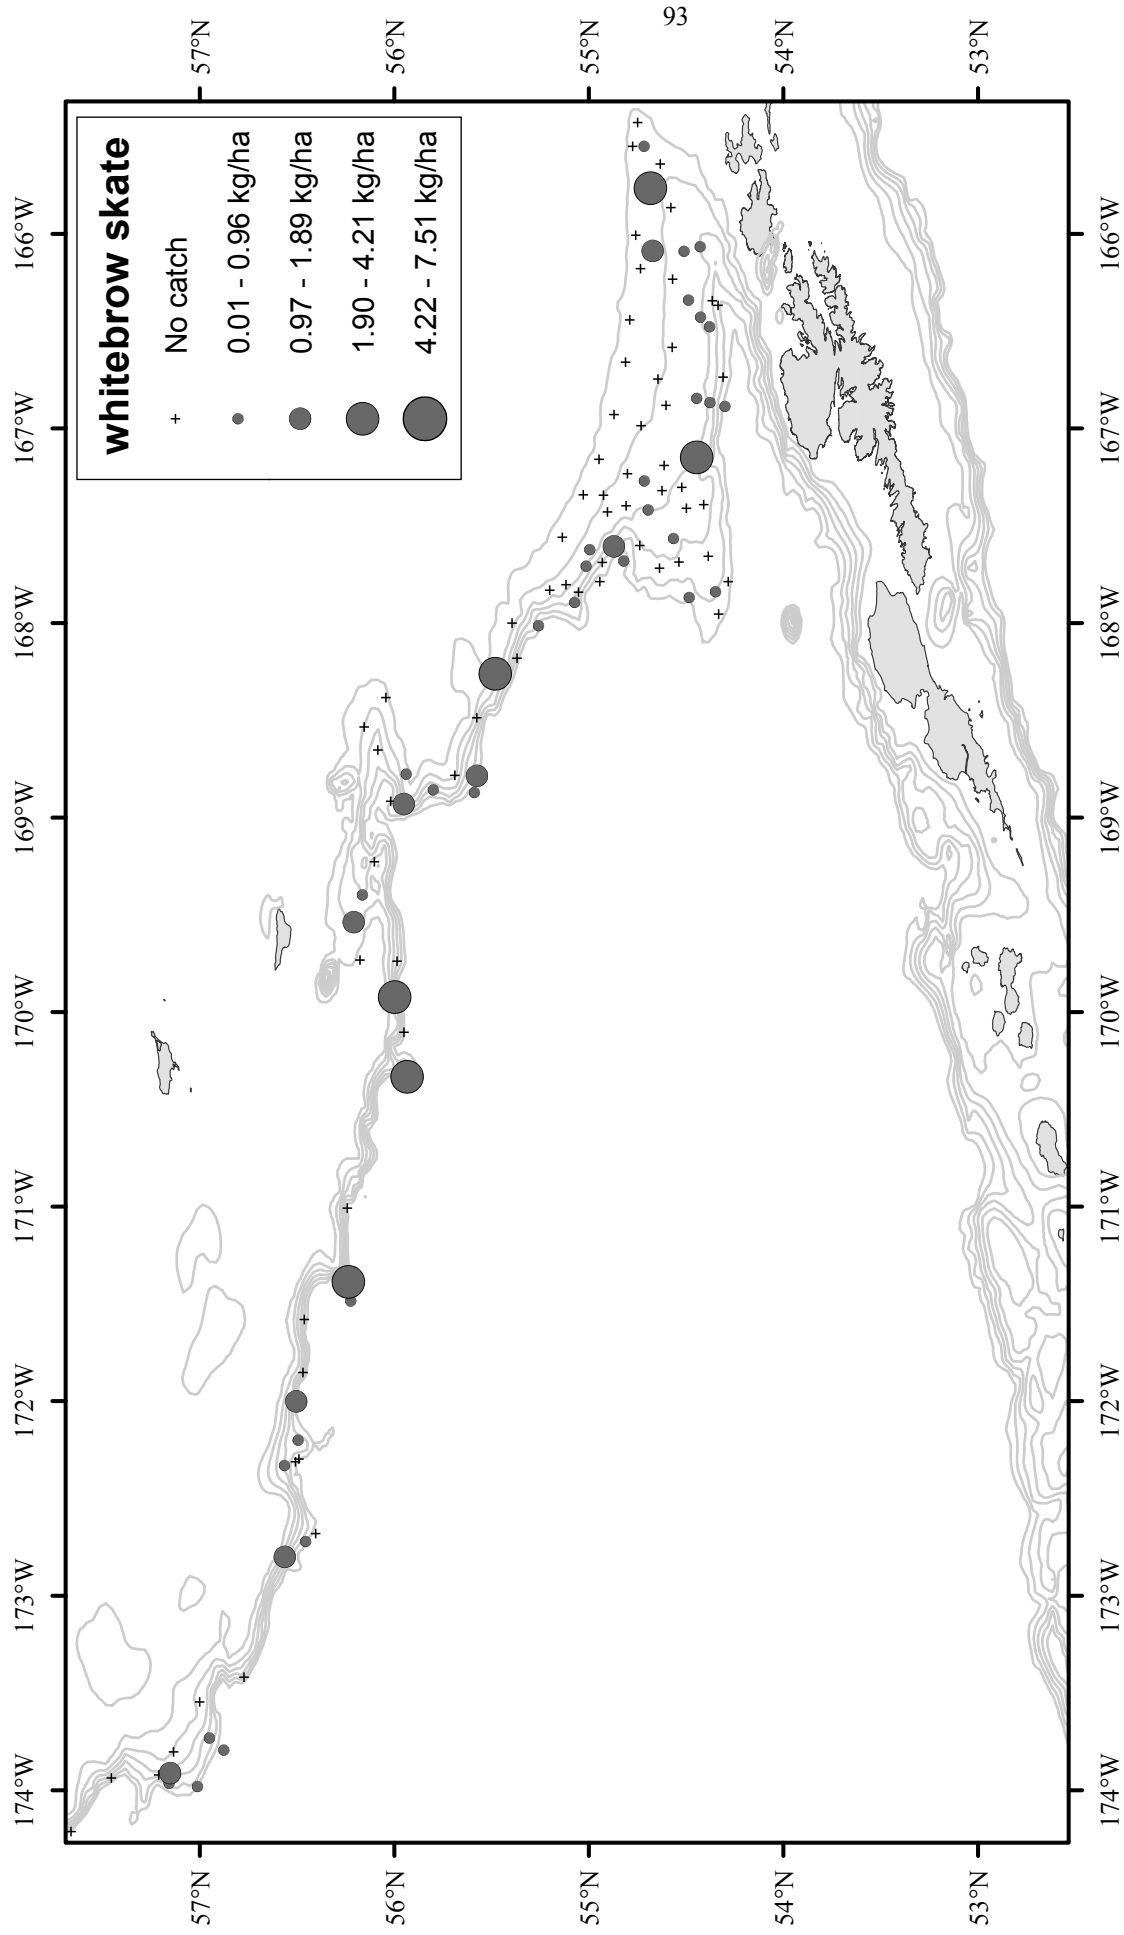 93
whitebrow skate
No catch
0.01 - 0.96 kg/ha
0.97 - 1.89 kg/ha
1.90 - 4.21 kg/ha
4.22 - 7.51 kg/ha
174°W 173°W 172°W 171°W 170°W 169°W 168°W 167°W 166°W
57°N 57°N
56°N 56°N
55°N 55°N
54°N 54°N
53°N 53°N
174°W 173°W 172°W 171°W 170°W 169°W 168°W 167°W 166°W